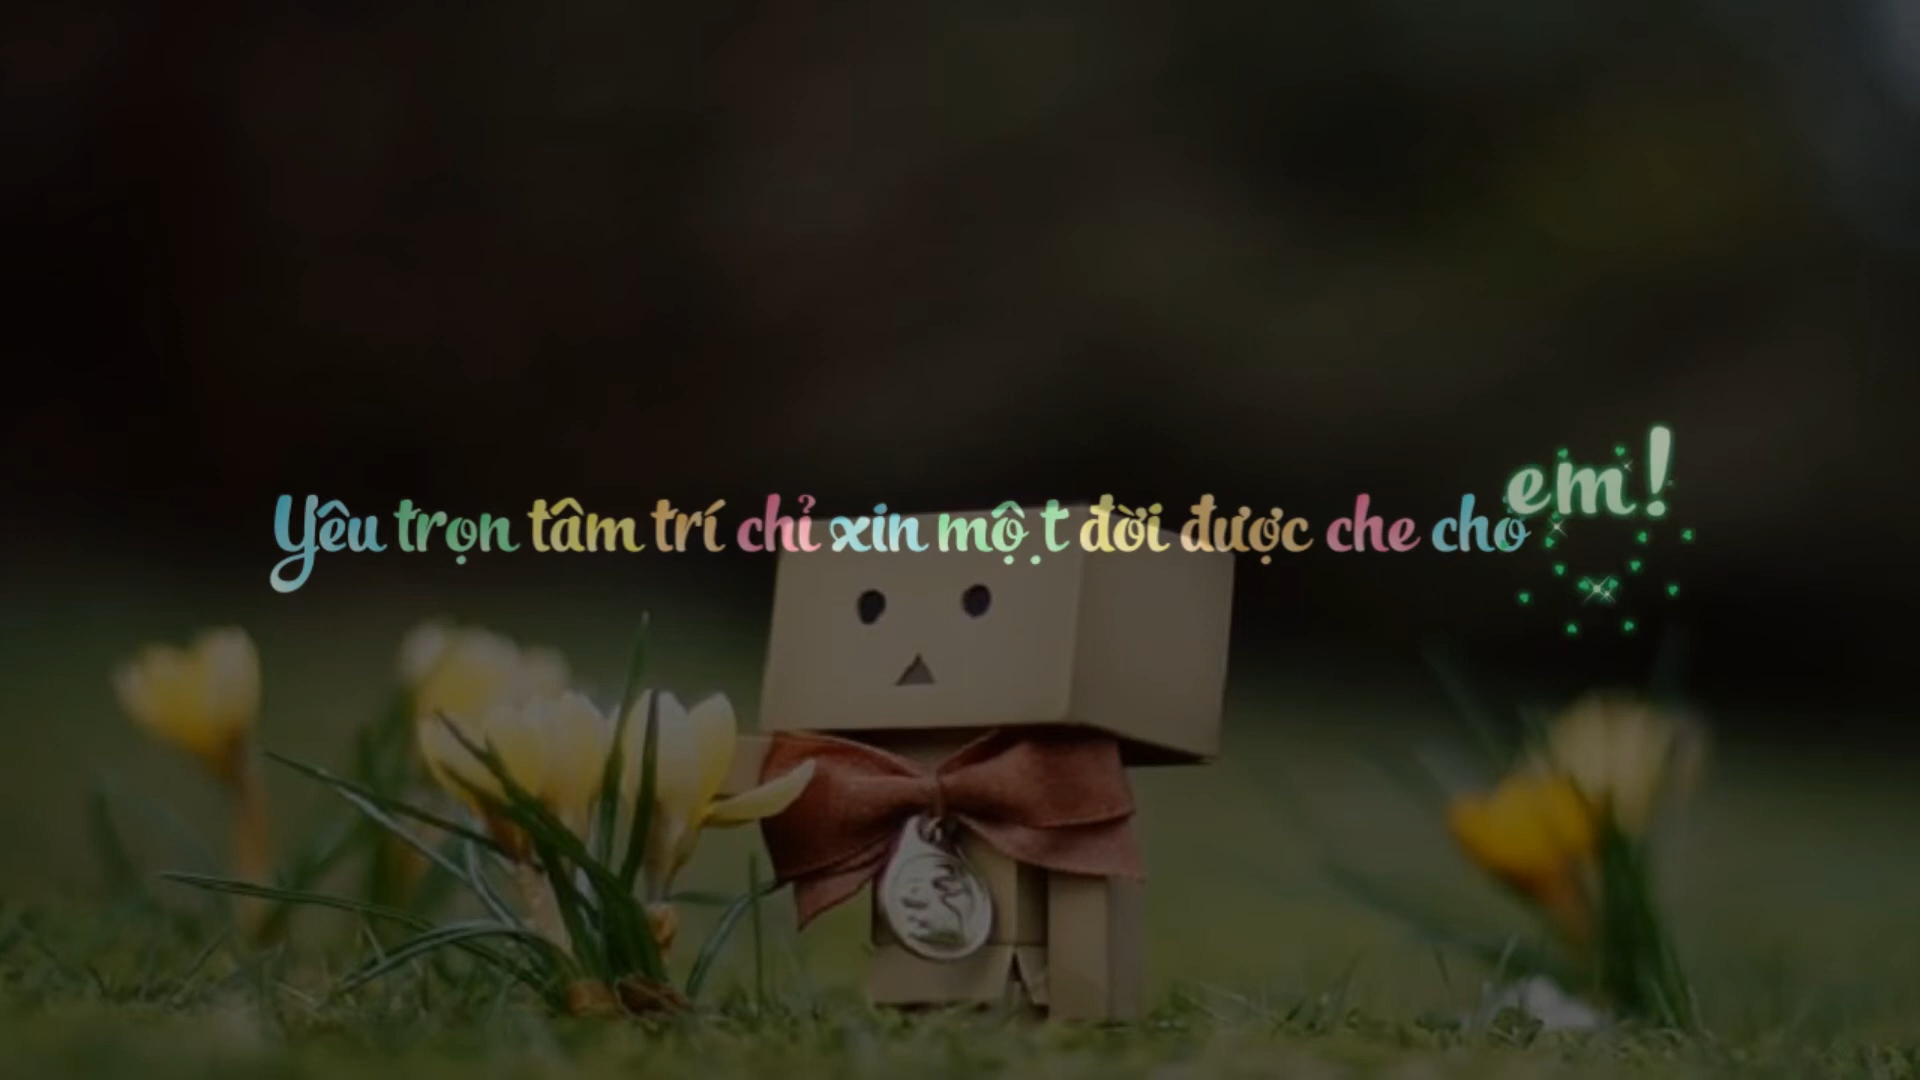 Yêu trọn tâm trí chỉ xin một đời được che cho em!